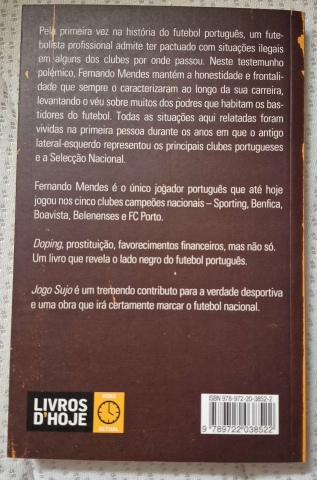 Pela primeira vez na história do futebol português, um fute-
bolista profissional admite ter pactuado com situações ilegais
em alguns dos clubes por onde passou. Neste testemunho
polémico, Fernando Mendes mantém a honestidade e frontali-
dade que sempre o caracterizaram ao longo da sua carreira,
levantando o véu sobre muitos dos podres que habitam os bas-
tidores do futebol. Todas as situações aqui relatadas foram
vividas na primeira pessoa durante os anos em que o antigo
lateral-esquerdo representou os principais clubes portugueses
e a Selecção Nacional.
Fernando Mendes é o único jogador português que até hoje
jogou nos cinco clubes campeões nacionais – Sporting, Benfica,
Boavista, Belenenses e FC Porto.
Doping, prostituição, favorecimentos financeiros, mas não só.
Um livro que revela o lado negro do futebol português.
Jogo Sujo é um tremendo contributo para a verdade desportiva
e uma obra que irá certamente marcar o futebol nacional.
ISBN 978-972-20-3852-2
9 789722 038522
LIVROS
D'HOJE
HORA
ACTUAL